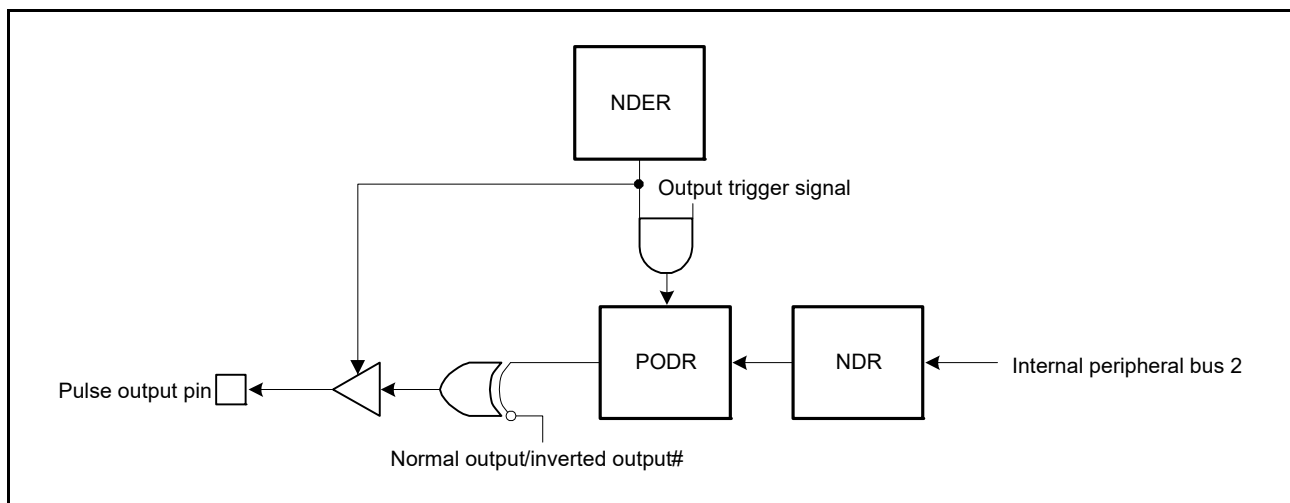 NDER
Output trigger signal
PODR
NDR
Internal peripheral bus 2
Pulse output pin
Normal output/inverted output#